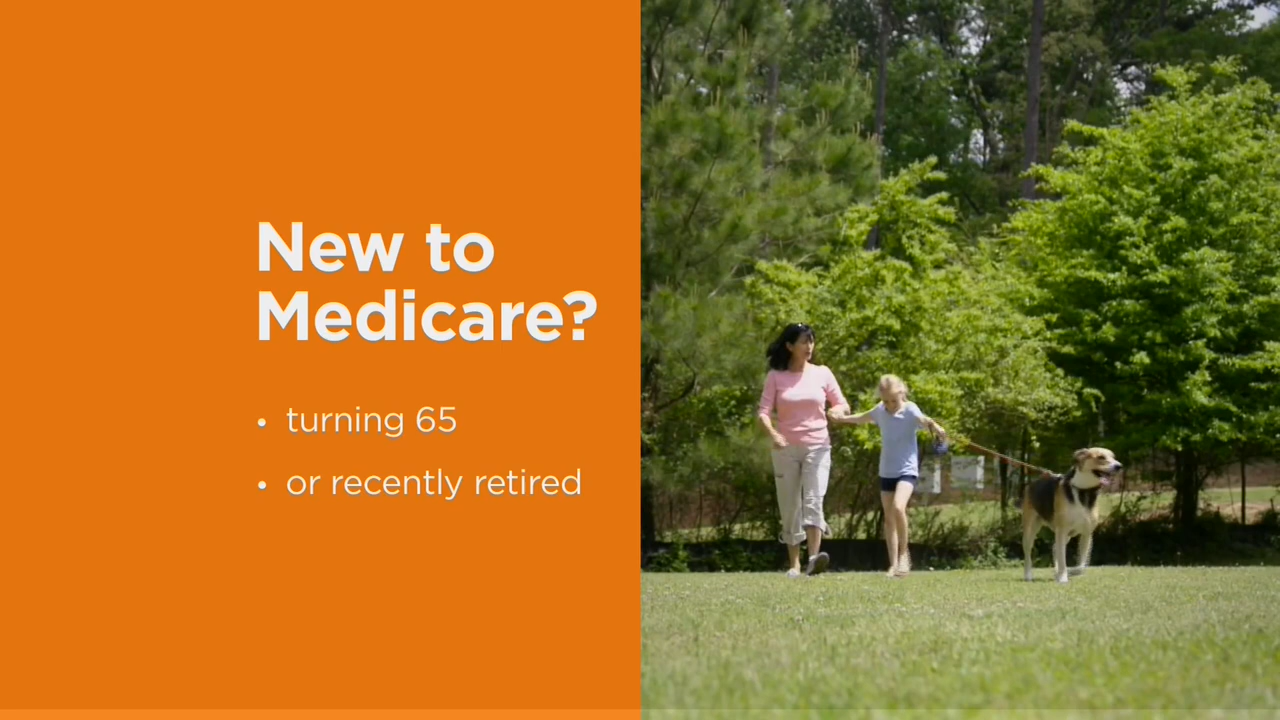 New to
Medicare?
• turning 65
• or recently retired